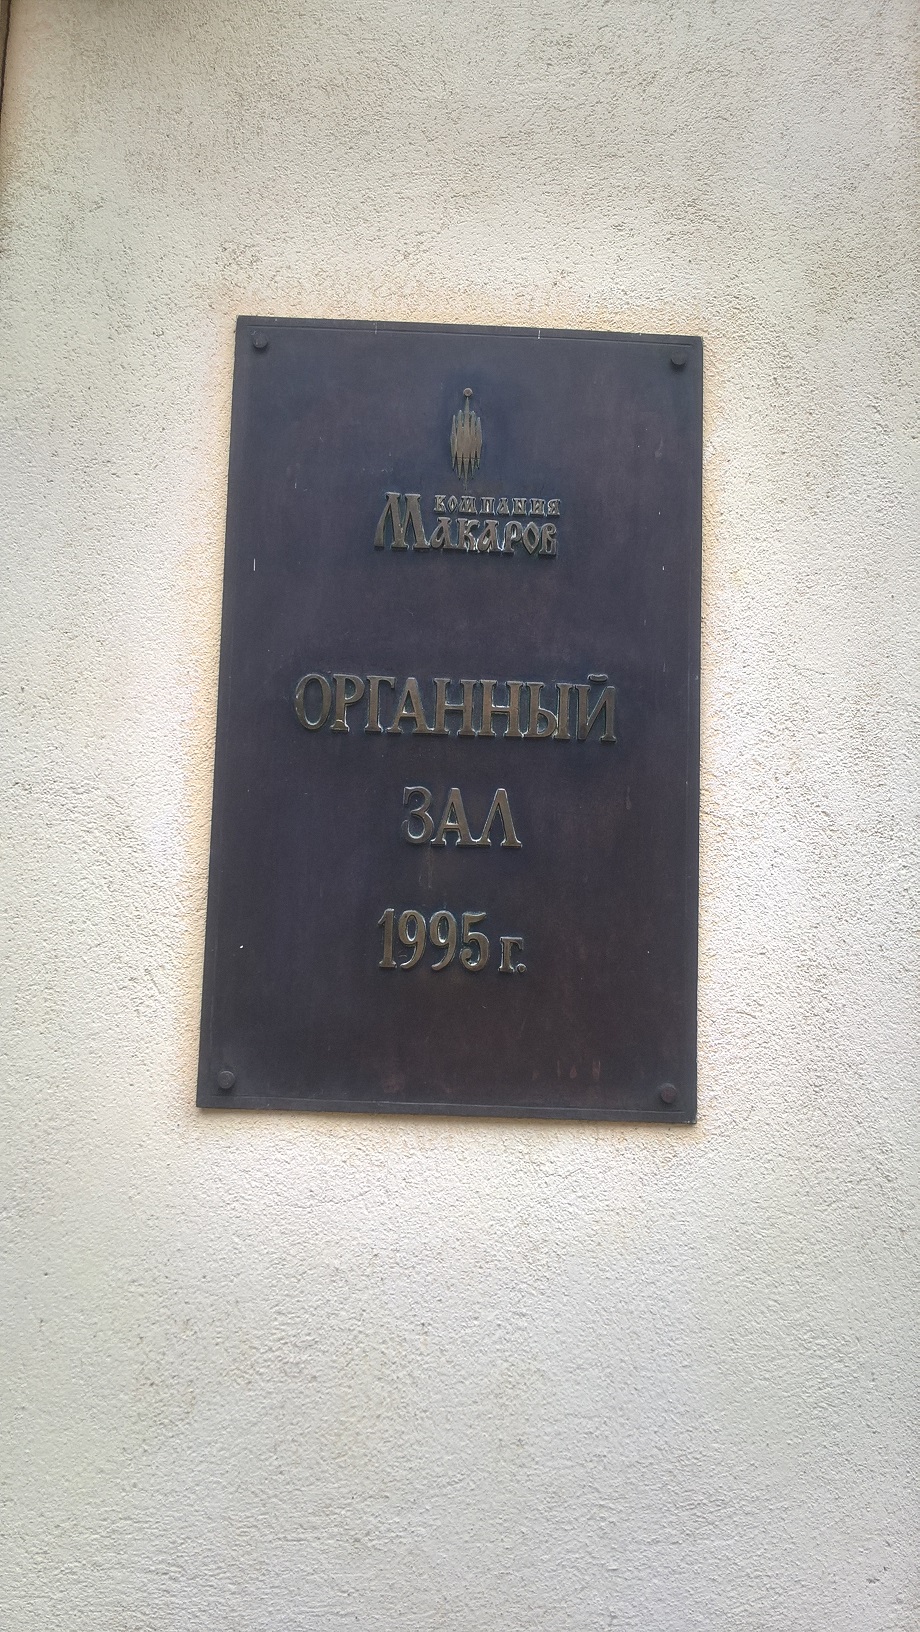 компания
Макаров
ОРГАННЫЙ
ЗАЛ
1995 г.